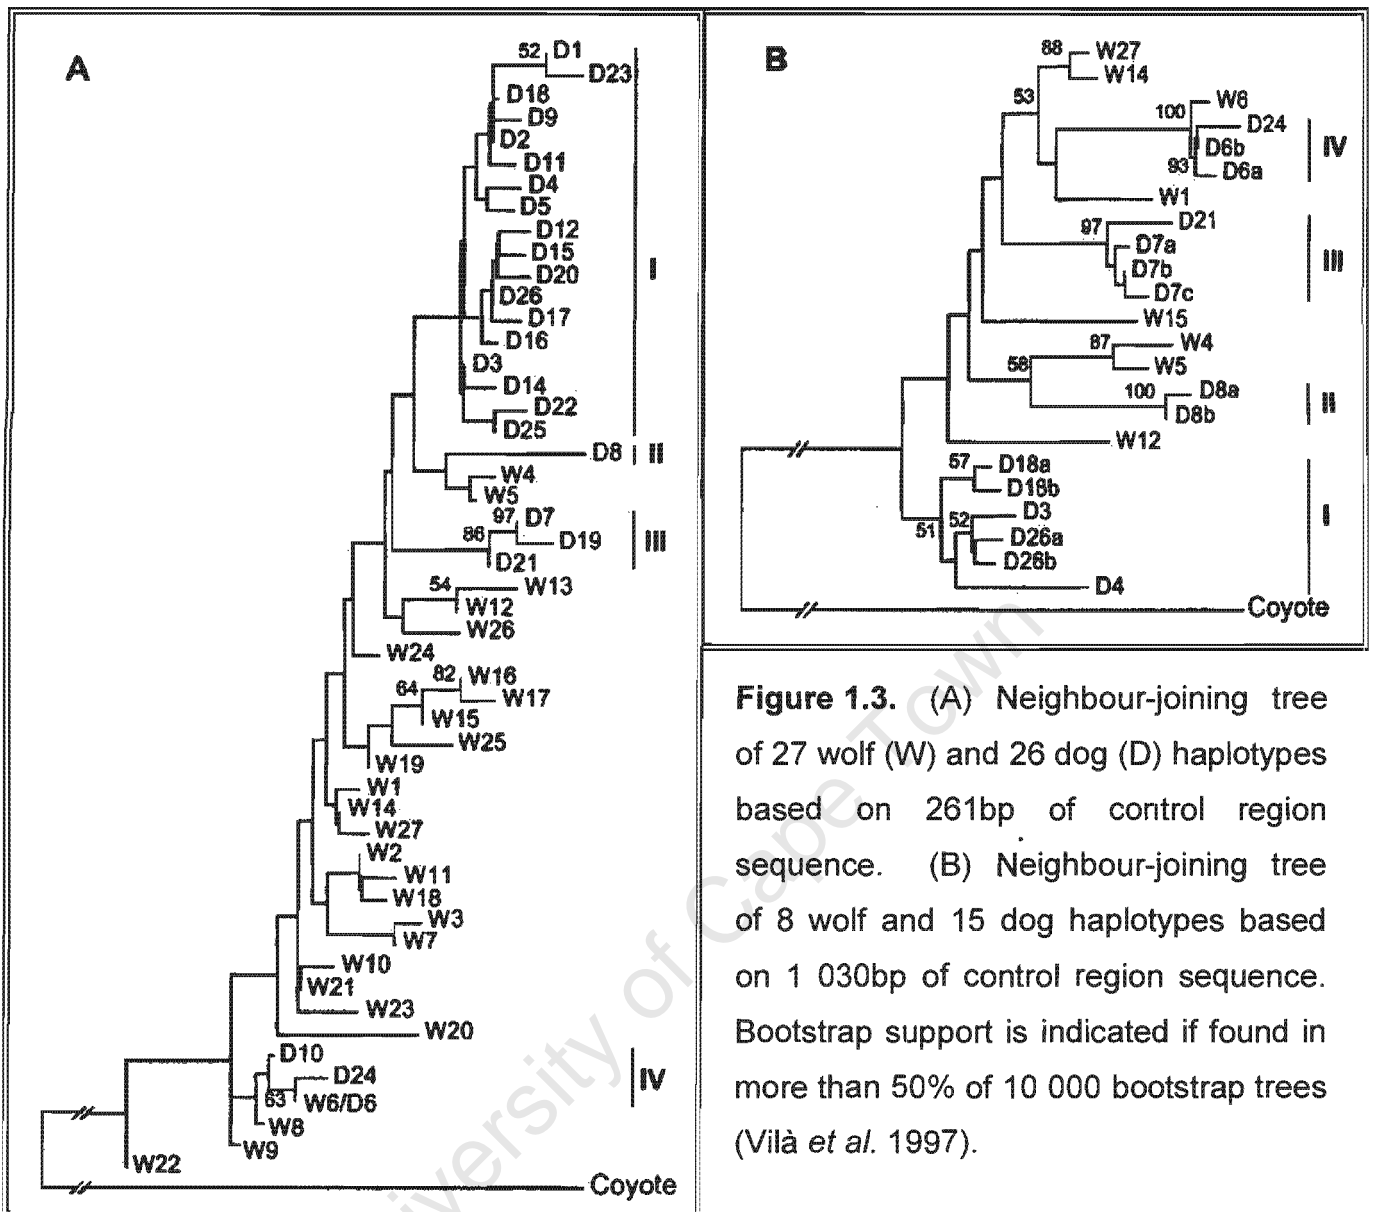 A
52
D1
D23
D18
D9
D2
D11
D4
D5
D12
D15
D20
D26
D17
D16
D3
D14
D22
D25
I
D8
II
W4
W5
97
D7
86
D19
D21
III
54
W13
W12
W26
W24
82
W16
64
W17
W15
W25
W19
W1
W14
W27
W2
W11
W18
W3
W7
W10
W21
W23
W20
D10
D24
63
W6/D6
IV
W8
W9
W22
Coyote
B
88
W27
W14
53
100
W6
D24
D6b
93
D6a
IV
W1
97
D21
D7a
D7b
D7c
III
W15
87
W4
58
W5
100
D8a
D8b
II
W12
57
D18a
D18b
52
D3
51
D26a
D26b
D4
I
Coyote
Figure 1.3. (A) Neighbour-joining tree
of 27 wolf (W) and 26 dog (D) haplotypes
based on 261bp of control region
sequence. (B) Neighbour-joining tree
of 8 wolf and 15 dog haplotypes based
on 1 030bp of control region sequence.
Bootstrap support is indicated if found in
more than 50% of 10 000 bootstrap trees
(Vilà et al. 1997).
iversity of Cape Town